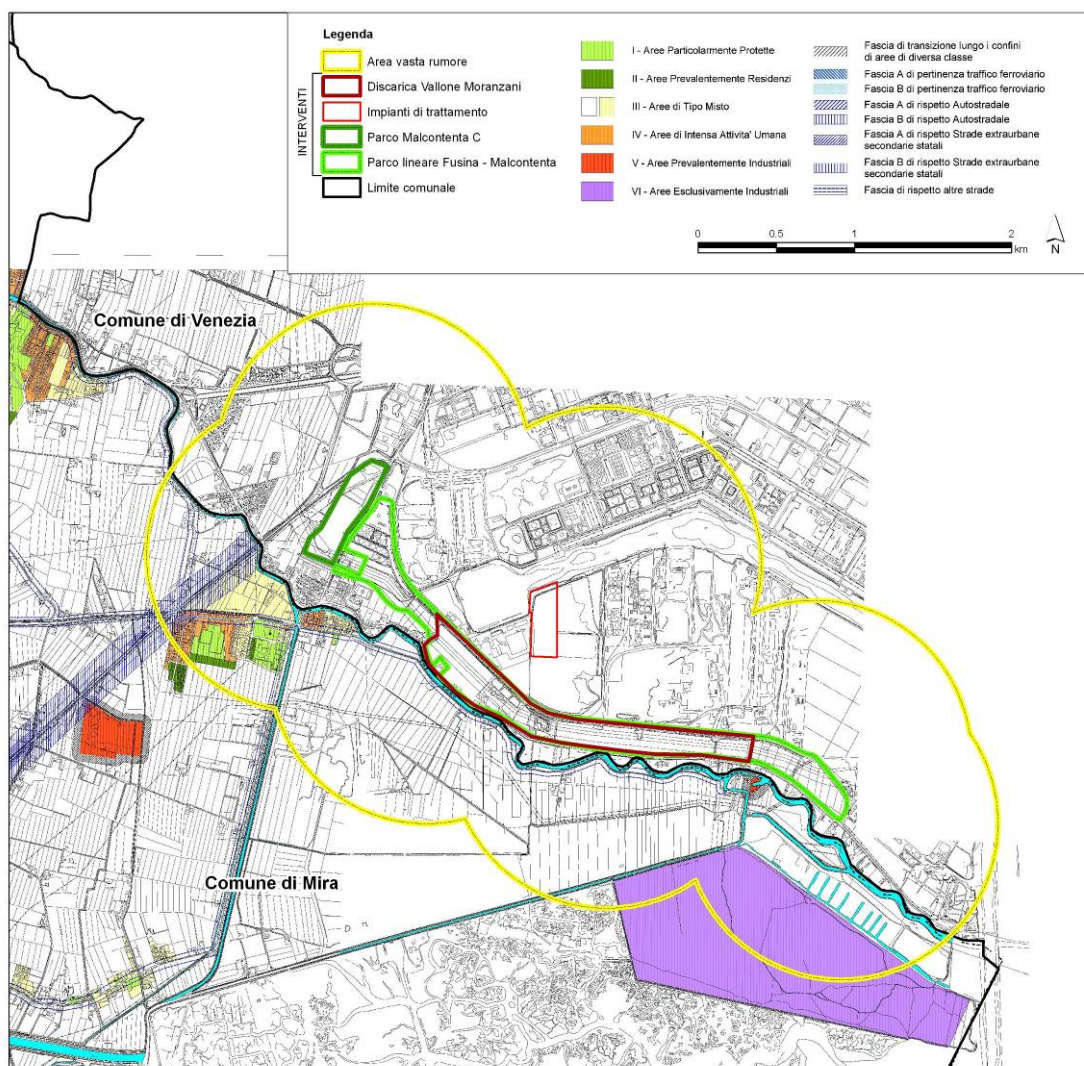 Legenda
Area vasta rumore
INTERVENTI
Discarica Vallone Moranzani
Impianti di trattamento
Parco Malcontenta C
Parco lineare Fusina - Malcontenta
Limite comunale
I - Aree Particolarmente Protette
II - Aree Prevalentemente Residenzi
III - Aree di Tipo Misto
IV - Aree di Intensa Attivita' Umana
V - Aree Prevalentemente Industriali
VI - Aree Esclusivamente Industriali
Fascia di transizione lungo i confini
di aree di diversa classe
Fascia A di pertinenza traffico ferroviario
Fascia B di pertinenza traffico ferroviario
Fascia A di rispetto Autostradale
Fascia B di rispetto Autostradale
Fascia A di rispetto Strade extraurbane
secondarie statali
Fascia B di rispetto Strade extraurbane
secondarie statali
Fascia di rispetto altre strade
0 0.5 1 2
km
N
Comune di Venezia
Comune di Mira